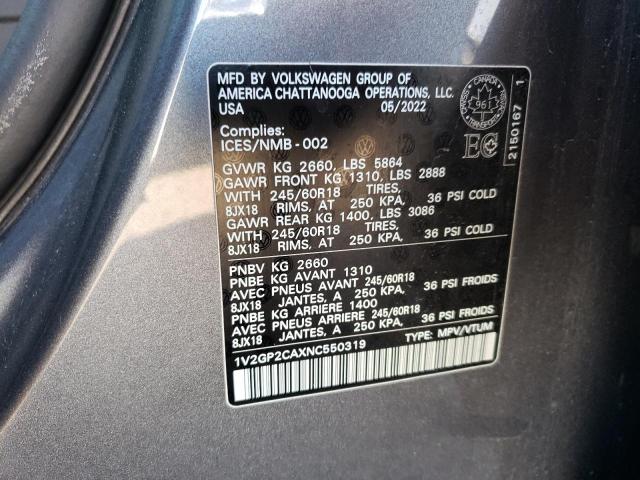 MFD BY VOLKSWAGEN GROUP OF
AMERICA CHATTANOOGA OPERATIONS, LLC.
USA 05/2022
Complies:
ICES/NMB-002
GVWR KG 2660, LBS 5864
GAWR FRONT KG 1310, LBS 2888
WITH 245/60R18 TIRES,
8JX18 RIMS, AT 250 KPA, 36 PSI COLD
GAWR REAR KG 1400, LBS 3086
WITH 245/60R18 TIRES,
8JX18 RIMS, AT 250 KPA, 36 PSI COLD
PNBV KG 2660
PNBE KG AVANT 1310
AVEC PNEUS AVANT 245/60R18
8JX18 JANTES, A 250 KPA, 36 PSI FROIDS
PNBE KG ARRIERE 1400
AVEC PNEUS ARRIERE 245/60R18
8JX18 JANTES, A 250 KPA, 36 PSI FROIDS
1V2GP2CAXNC550319 TYPE: MPV/VTUM
CANADA
961
EC
2150167 1